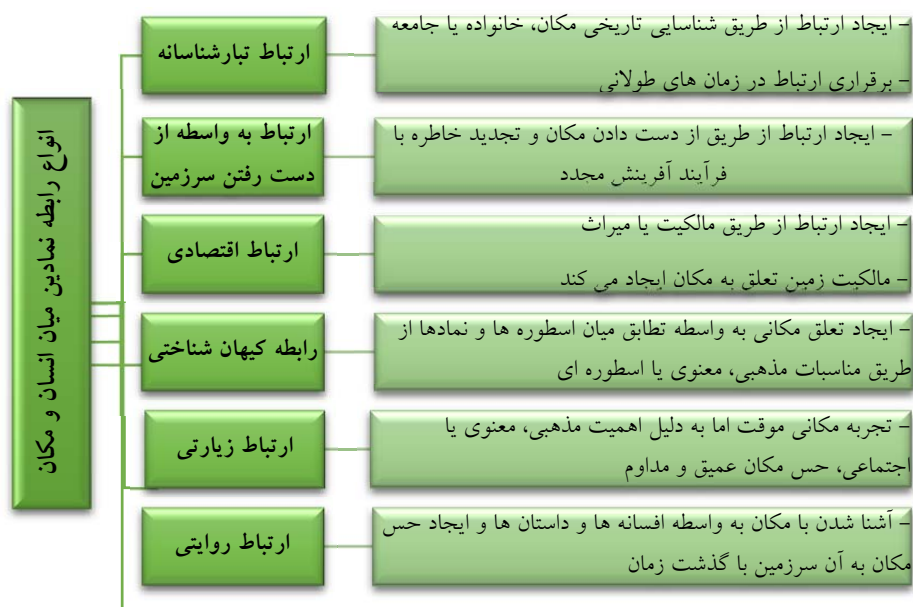 انواع رابطه نمادین میان انسان و مکان
ارتباط تبارشناسانه
– ایجاد ارتباط از طریق شناسایی تاریخی مکان، خانواده یا جامعه
– برقراری ارتباط در زمان های طولانی
ارتباط به واسطه از
دست رفتن سرزمین
– ایجاد ارتباط از طریق از دست دادن مکان و تجدید خاطره با
فرآیند آفرینش مجدد
ارتباط اقتصادی
– ایجاد ارتباط از طریق مالکیت یا میراث
– مالکیت زمین تعلق به مکان ایجاد می کند
رابطه کیهان شناختی
– ایجاد تعلق مکانی به واسطه تطابق میان اسطوره ها و نمادها از
طریق مناسبات مذهبی، معنوی یا اسطوره ای
ارتباط زیارتی
– تجربه مکانی موقت اما به دلیل اهمیت مذهبی، معنوی یا
اجتماعی، حس مکان عمیق و مداوم
ارتباط روایتی
– آشنا شدن با مکان به واسطه افسانه ها و داستان ها و ایجاد حس
مکان به آن سرزمین با گذشت زمان